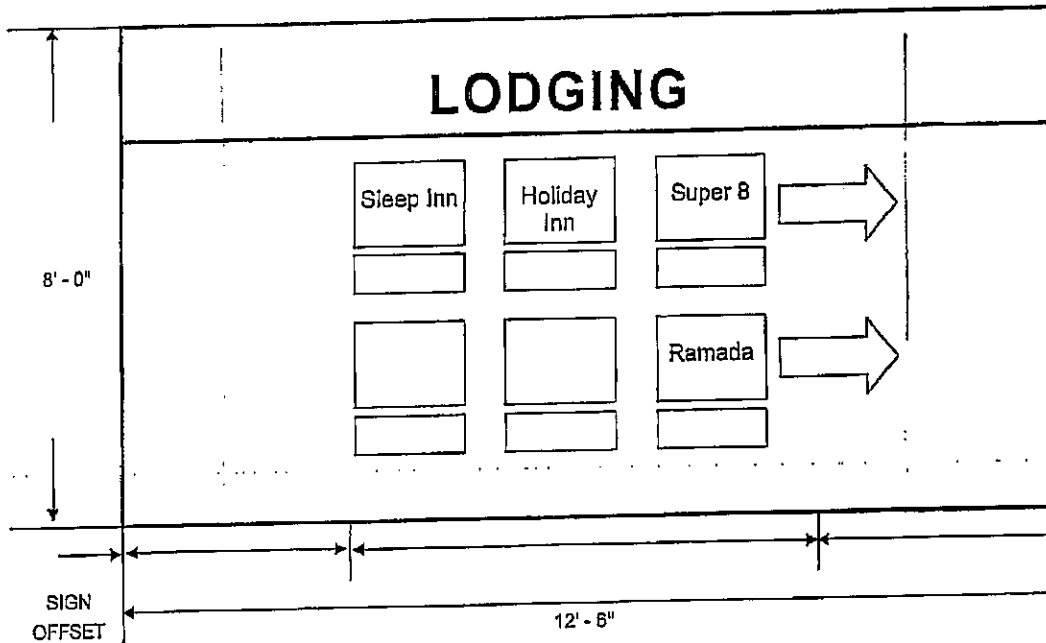 LODGING
Sleep Inn
Holiday
Inn
Super 8
8' - 0"
Ramada
SIGN
OFFSET
12' - 6"